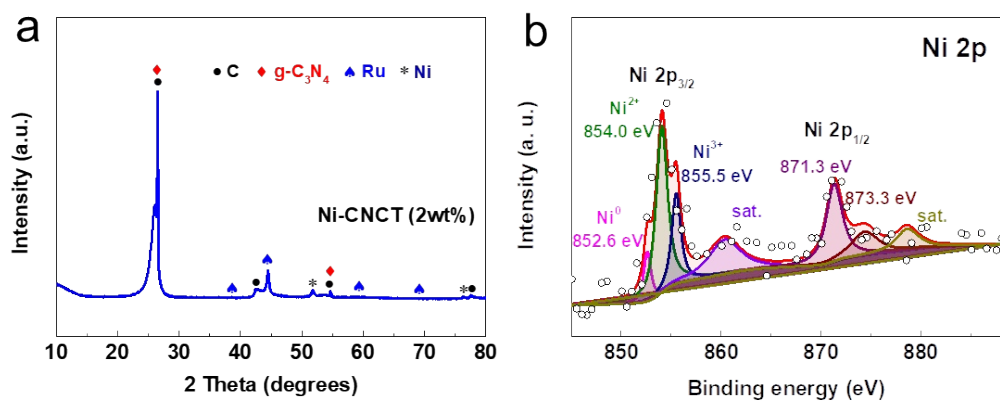 a
Intensity (a.u.)
♦
●
● C ♦ g-C₃N₄ ♠ Ru * Ni
Ni-CNCT (2wt%)
♠ ● ♠ * ♦ ● ♠ ♠ * ●
10 20 30 40 50 60 70 80
2 Theta (degrees)
b
Intensity (a. u.)
Ni 2p
Ni 2p₃/₂
Ni²⁺
854.0 eV
Ni³⁺
855.5 eV
Ni⁰
852.6 eV
sat.
Ni 2p₁/₂
871.3 eV
873.3 eV
sat.
850 860 870 880
Binding energy (eV)